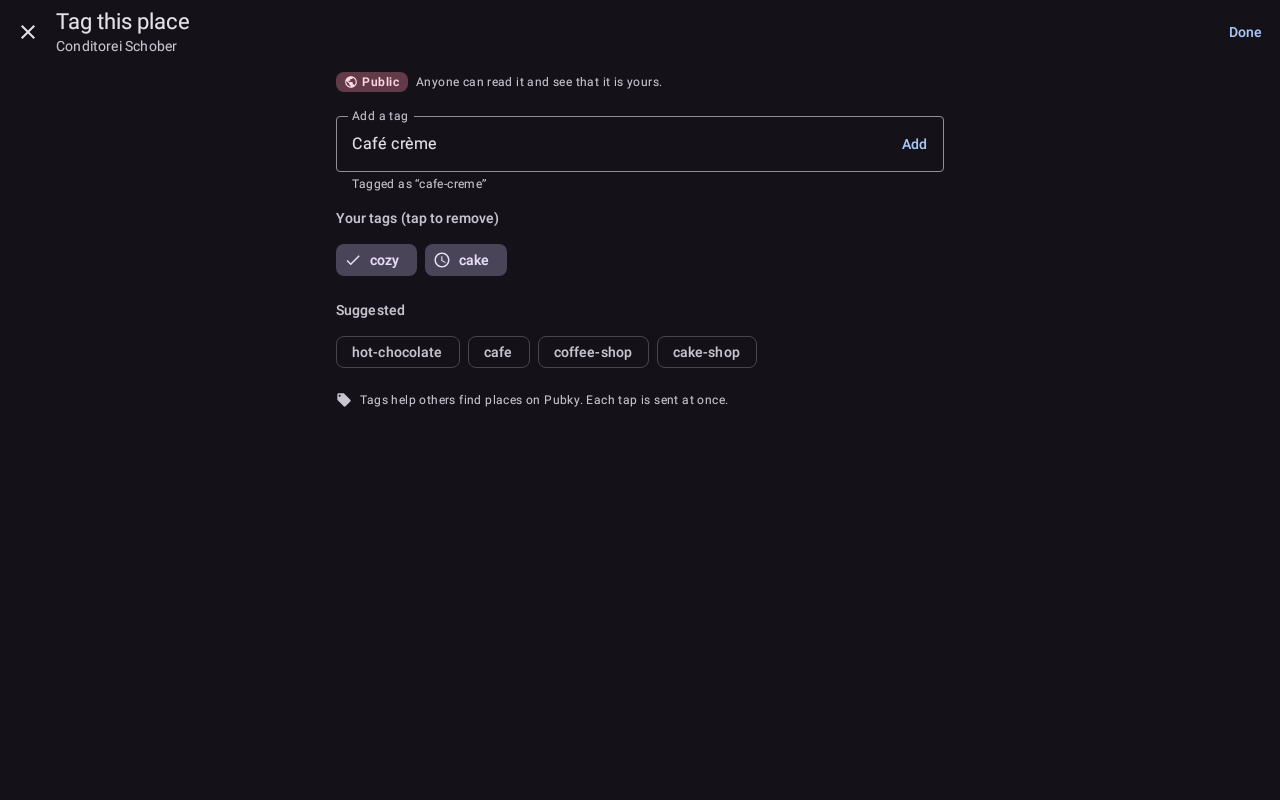 Tag this place
Conditorei Schober
Done
Public Anyone can read it and see that it is yours.
Add a tag
Café crème
Add
Tagged as “cafe-creme”
Your tags (tap to remove)
cozy cake
Suggested
hot-chocolate cafe coffee-shop cake-shop
Tags help others find places on Pubky. Each tap is sent at once.